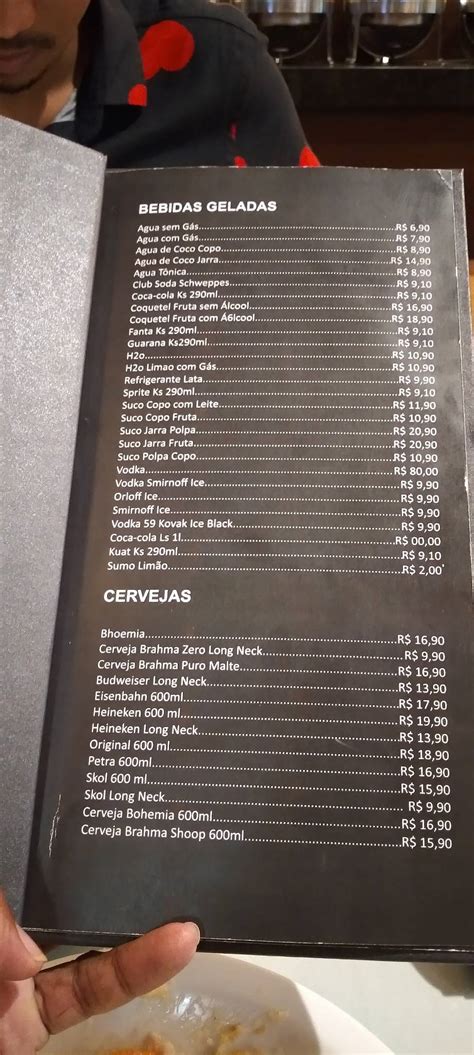 BEBIDAS GELADAS
Agua sem Gás R$ 6,90
Agua com Gás R$ 7,90
Agua de Coco Copo R$ 8,90
Agua de Coco Jarra R$ 14,90
Agua Tônica R$ 8,90
Club Soda Schweppes R$ 9,10
Coca-cola Ks 290ml R$ 9,10
Coquetel Fruta sem Álcool R$ 16,90
Coquetel Fruta com Á6lcool R$ 18,90
Fanta Ks 290ml R$ 9,10
Guarana Ks290ml R$ 9,10
H2o R$ 10,90
H2o Limao com Gás R$ 10,90
Refrigerante Lata R$ 9,90
Sprite Ks 290ml R$ 9,10
Suco Copo com Leite R$ 11,90
Suco Copo Fruta R$ 10,90
Suco Jarra Polpa R$ 20,90
Suco Jarra Fruta R$ 20,90
Suco Polpa Copo R$ 10,90
Vodka R$ 80,00
Vodka Smirnoff Ice R$ 9,90
Orloff Ice R$ 9,90
Smirnoff Ice R$ 9,90
Vodka 59 Kovak Ice Black R$ 9,90
Coca-cola Ls 1l R$ 00,00
Kuat Ks 290ml R$ 9,10
Sumo Limão R$ 2,00
CERVEJAS
Bhoemia R$ 16,90
Cerveja Brahma Zero Long Neck R$ 9,90
Cerveja Brahma Puro Malte R$ 16,90
Budweiser Long Neck R$ 13,90
Eisenbahn 600ml R$ 17,90
Heineken 600 ml R$ 19,90
Heineken Long Neck R$ 13,90
Original 600 ml R$ 18,90
Petra 600ml R$ 16,90
Skol 600 ml R$ 15,90
Skol Long Neck R$ 9,90
Cerveja Bohemia 600ml R$ 16,90
Cerveja Brahma Shoop 600ml R$ 15,90